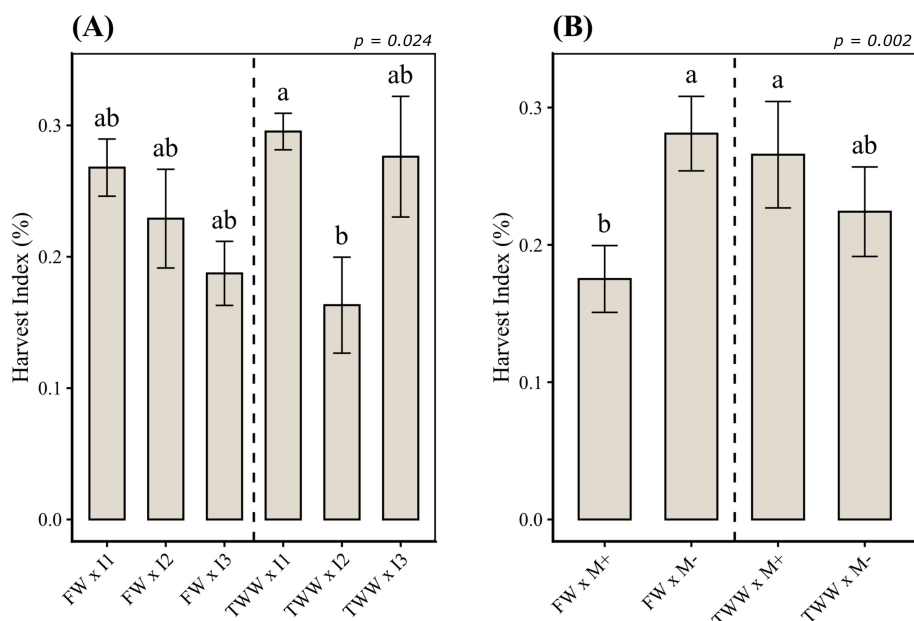 (A)
p = 0.024
Harvest Index (%)
0.3
0.2
0.1
0.0
ab
ab
ab
a
b
ab
FW x I1
FW x I2
FW x I3
TWW x I1
TWW x I2
TWW x I3
(B)
p = 0.002
Harvest Index (%)
0.3
0.2
0.1
0.0
b
a
a
ab
FW x M+
FW x M-
TWW x M+
TWW x M-